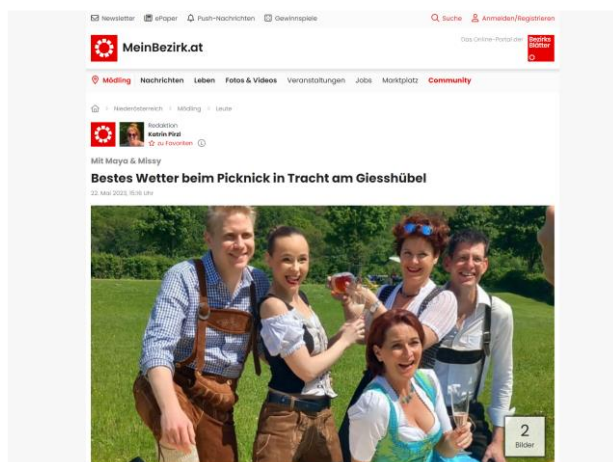 Newsletter ePaper Push-Nachrichten Gewinnspiele Suche Anmelden/Registrieren
MeinBezirk.at
Das Online-Portal der Bezirks Blätter
Mödling Nachrichten Leben Fotos & Videos Veranstaltungen Jobs Marktplatz Community
Niederösterreich > Mödling > Leute
Redaktion
Katrin Pirzl
zu Favoriten
Mit Maya & Missy
Bestes Wetter beim Picknick in Tracht am Giesshübel
22. Mai 2023, 15:16 Uhr
2
Bilder